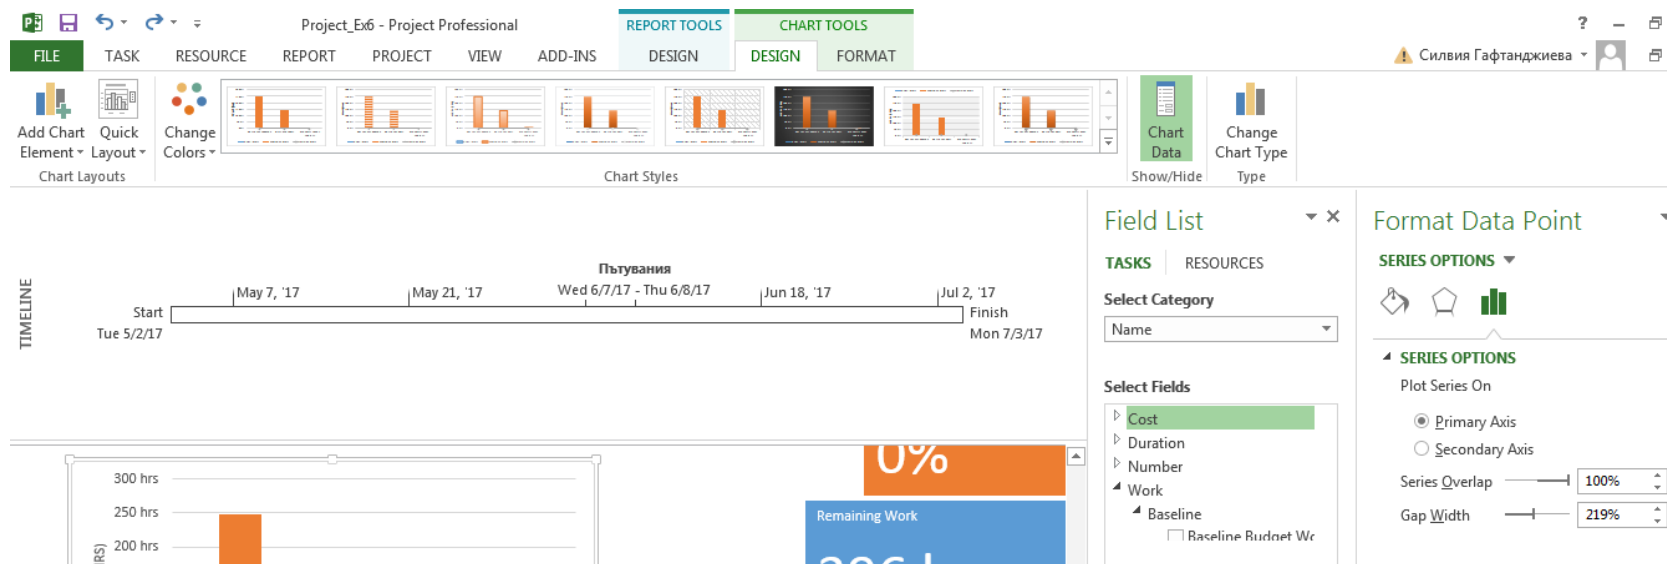 Project_Ex6 - Project Professional
REPORT TOOLS
CHART TOOLS
?
FILE
TASK
RESOURCE
REPORT
PROJECT
VIEW
ADD-INS
DESIGN
DESIGN
FORMAT
Силвия Гафтанджиева
Add Chart
Element
Quick
Layout
Change
Colors
Chart
Data
Change
Chart Type
Chart Layouts
Chart Styles
Show/Hide
Type
TIMELINE
Пътувания
May 7, '17
May 21, '17
Wed 6/7/17 - Thu 6/8/17
Jun 18, '17
Jul 2, '17
Start
Tue 5/2/17
Finish
Mon 7/3/17
300 hrs
250 hrs
200 hrs
0%
Remaining Work
Field List
TASKS
RESOURCES
Select Category
Name
Select Fields
Cost
Duration
Number
Work
Baseline
Baseline Budget Wo
Format Data Point
SERIES OPTIONS
SERIES OPTIONS
Plot Series On
Primary Axis
Secondary Axis
Series Overlap
100%
Gap Width
219%